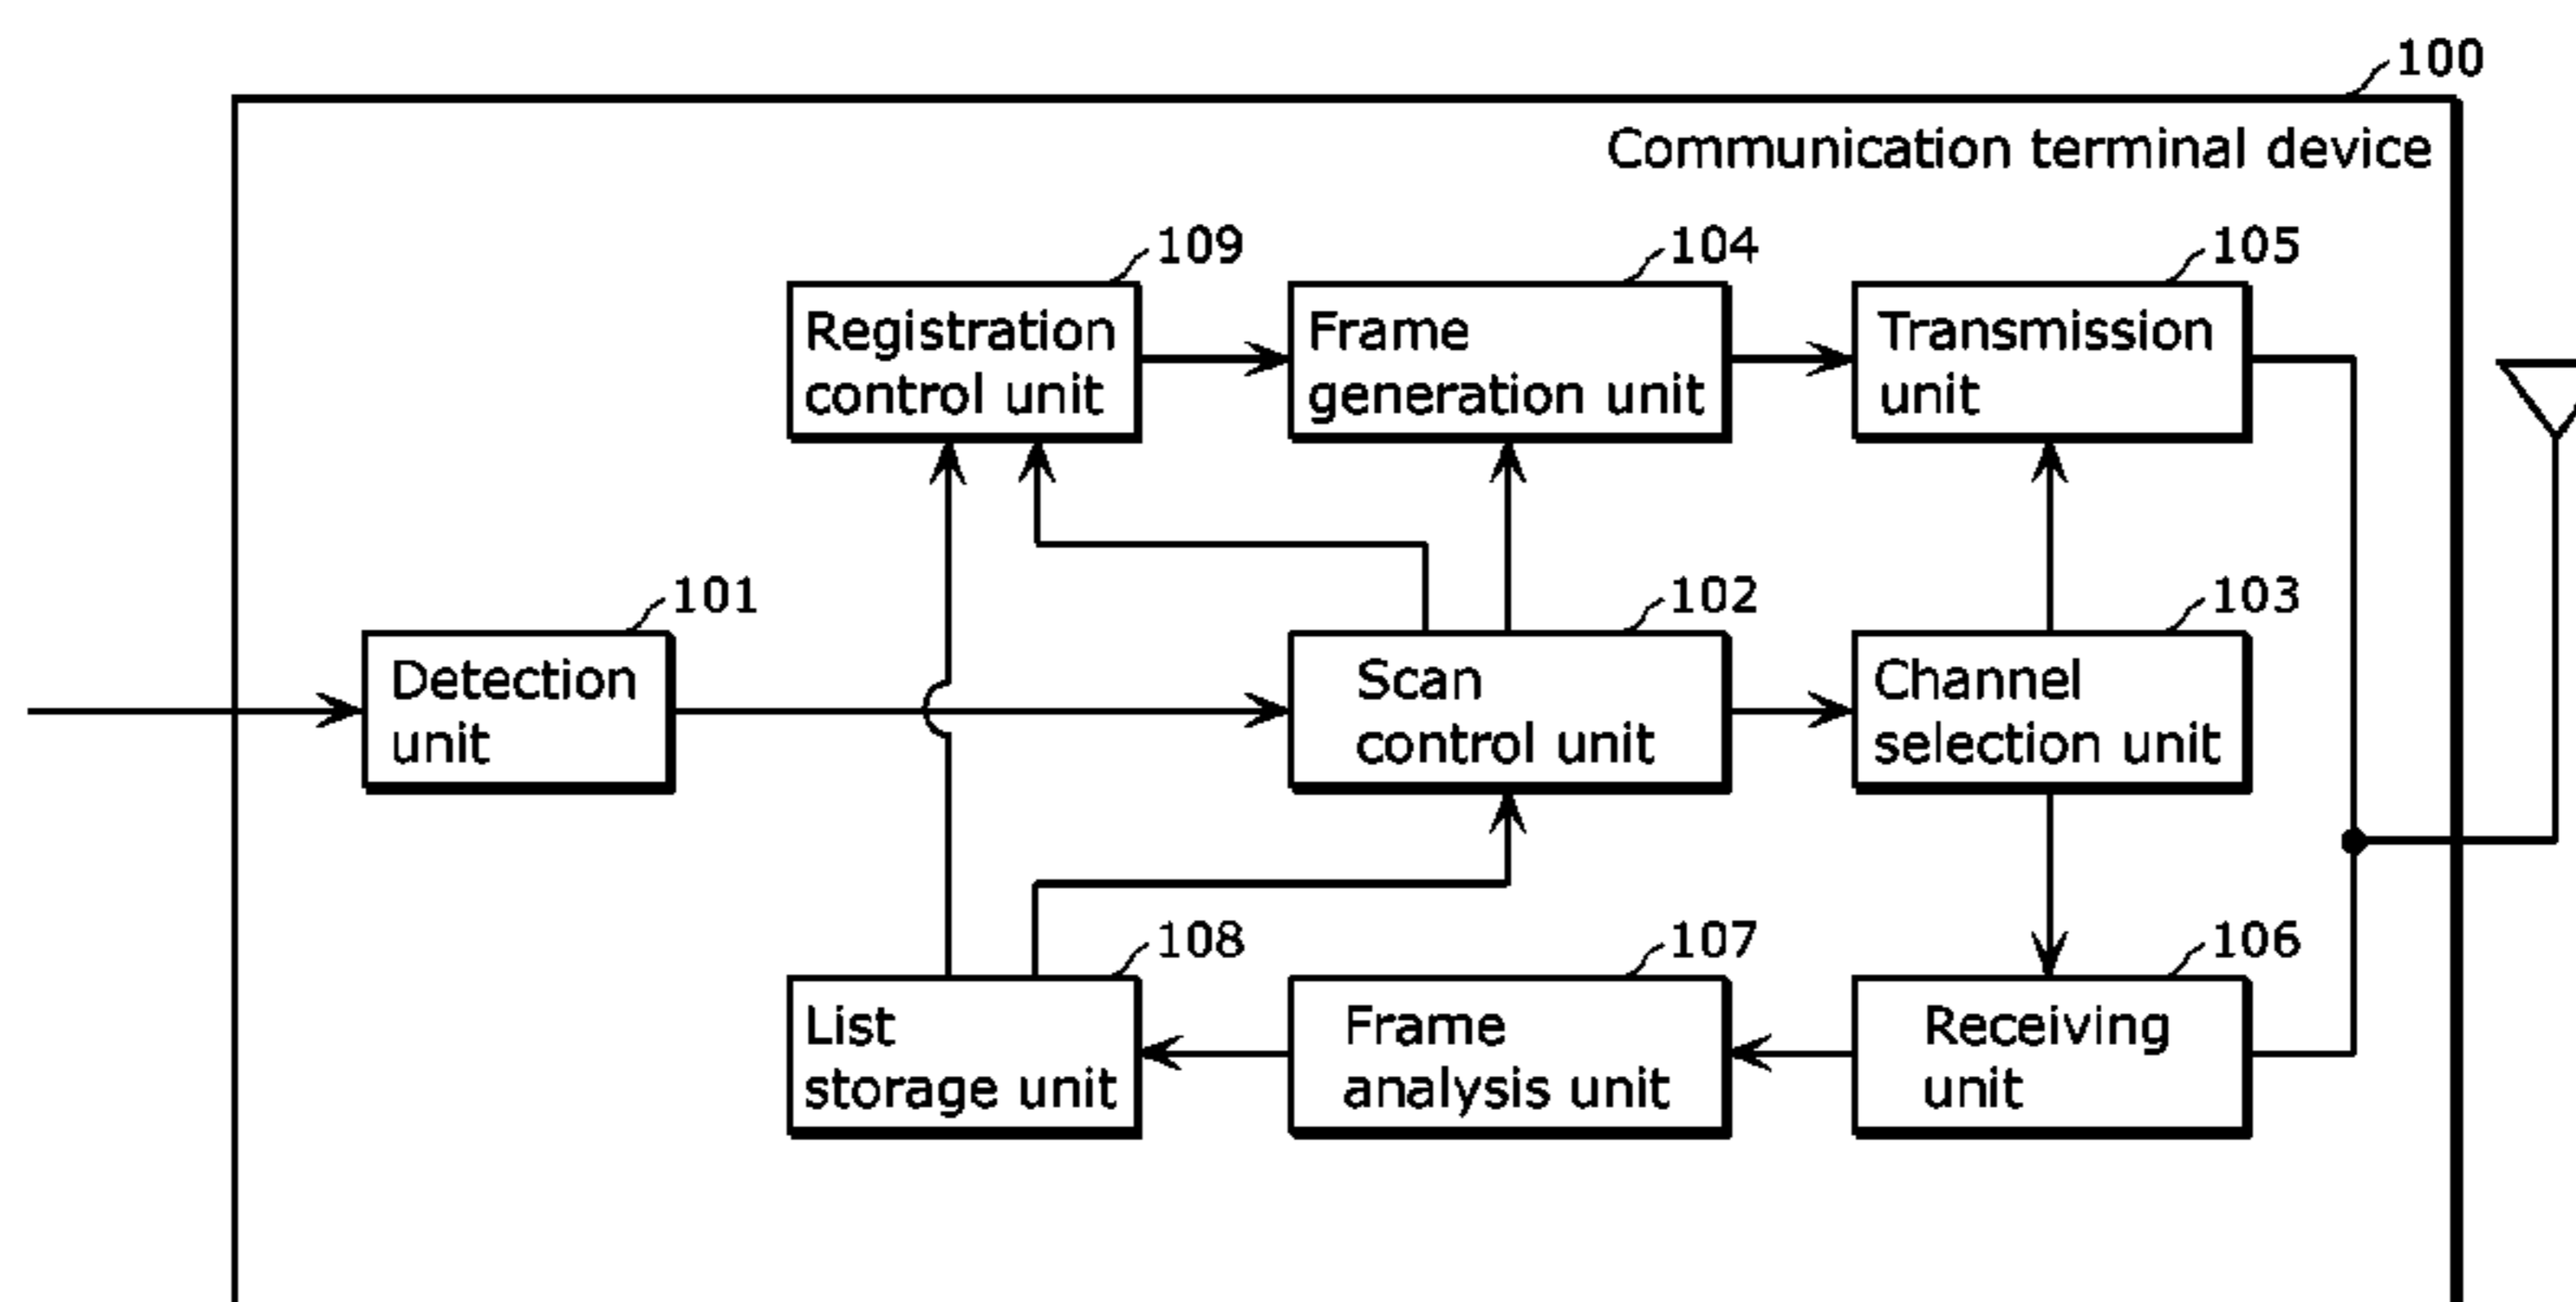 100
Communication terminal device
109
104
105
Registration
control unit
Frame
generation unit
Transmission
unit
101
102
103
Detection
unit
Scan
control unit
Channel
selection unit
108
107
106
List
storage unit
Frame
analysis unit
Receiving
unit